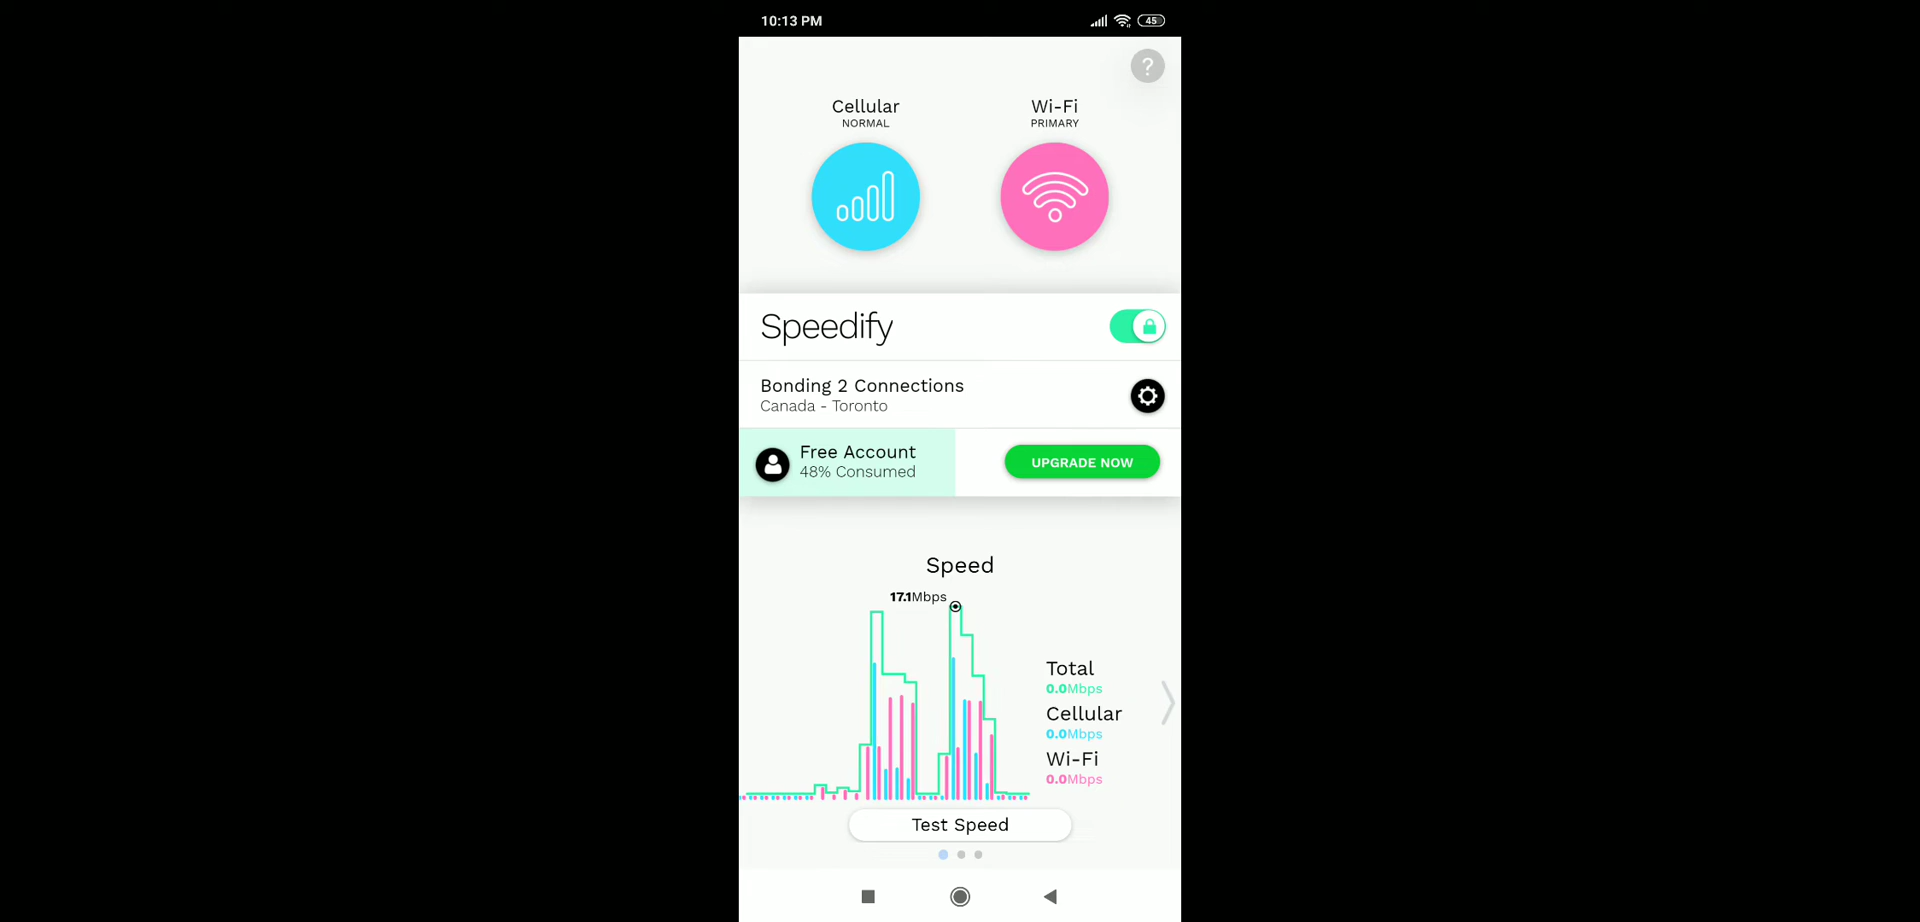 10:13 PM
45
?
Cellular
NORMAL
Wi-Fi
PRIMARY
Speedify
Bonding 2 Connections
Canada - Toronto
Free Account
48% Consumed
UPGRADE NOW
Speed
17.1Mbps
Total
0.0Mbps
Cellular
0.0Mbps
Wi-Fi
0.0Mbps
Test Speed